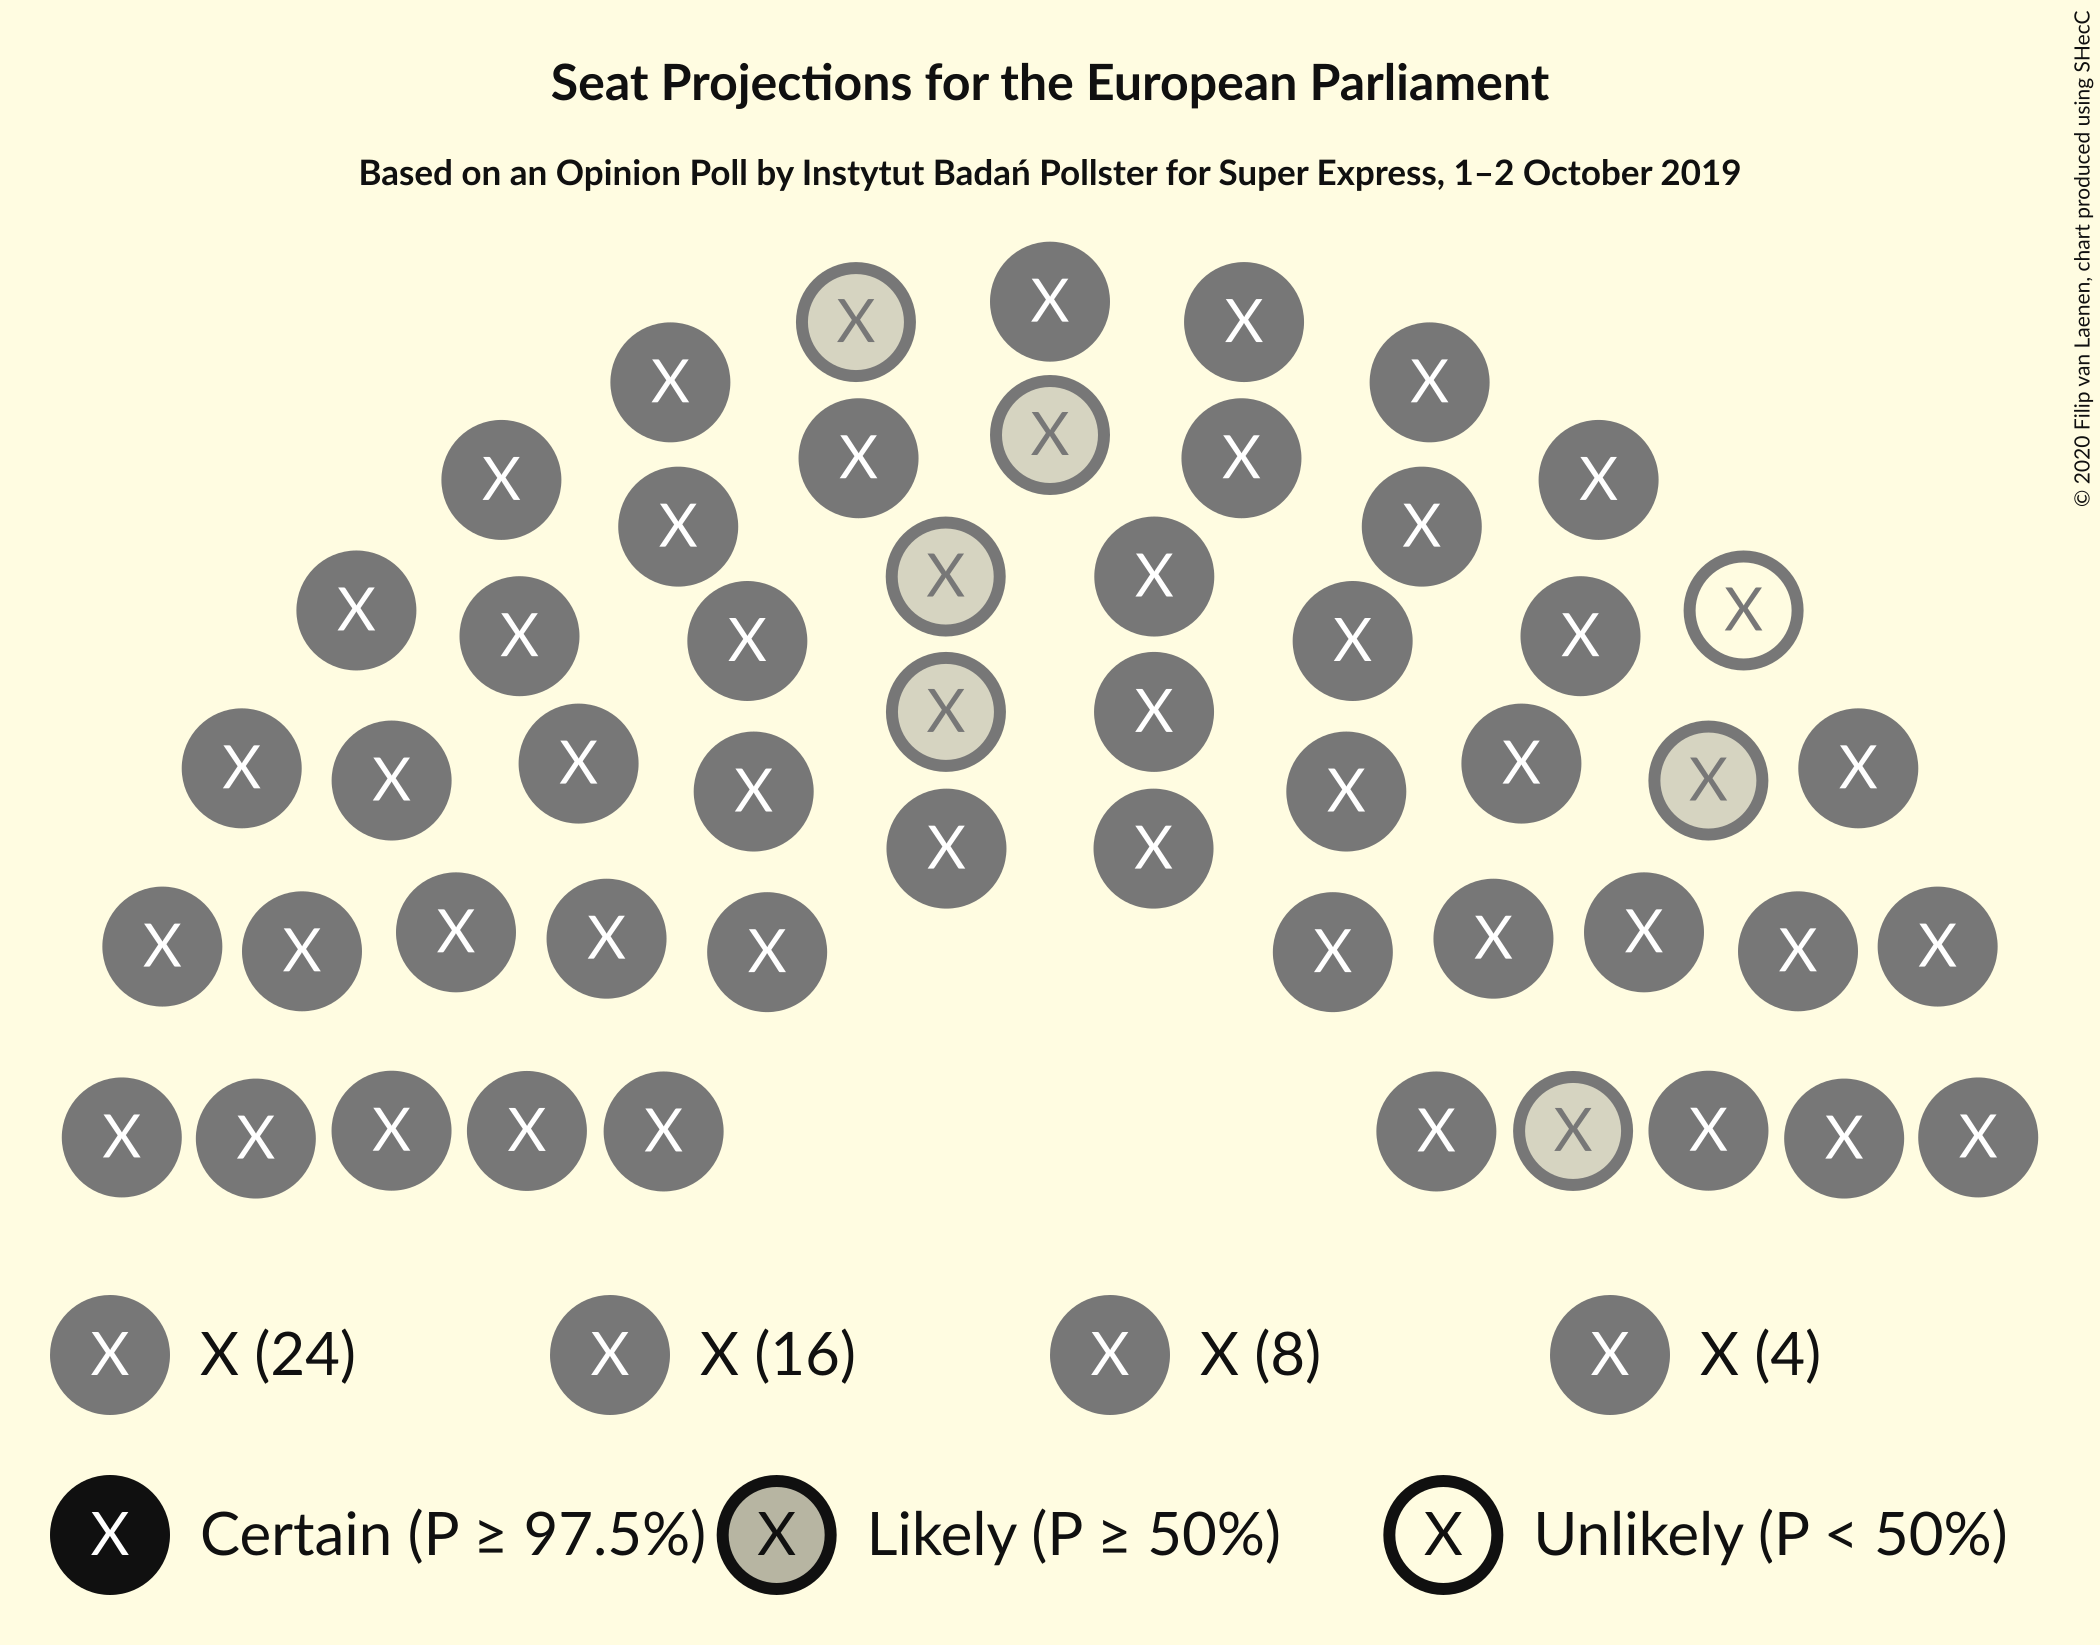 Seat Projections for the European Parliament
Based on an Opinion Poll by Instytut Badań Pollster for Super Express, 1–2 October 2019
© 2020 Filip van Laenen, chart produced using SHecC
X X X
X X
X X X
X X
X X
X X
X X X
X X X X
X X
X X X X
X X X X
X X
X X X X X X X X X X
X X X X X X X X X X
X X (24) X X (16) X X (8) X X (4)
X Certain (P ≥ 97.5%) X Likely (P ≥ 50%) X Unlikely (P < 50%)